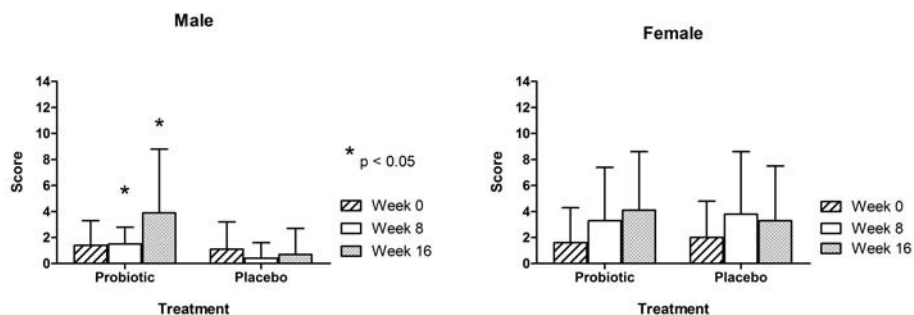 Male
14
12
10
8
6
4
2
0
Score
*
*
Probiotic
Placebo
Treatment
* p < 0.05
Week 0
Week 8
Week 16
Female
14
12
10
8
6
4
2
0
Score
Probiotic
Placebo
Treatment
Week 0
Week 8
Week 16